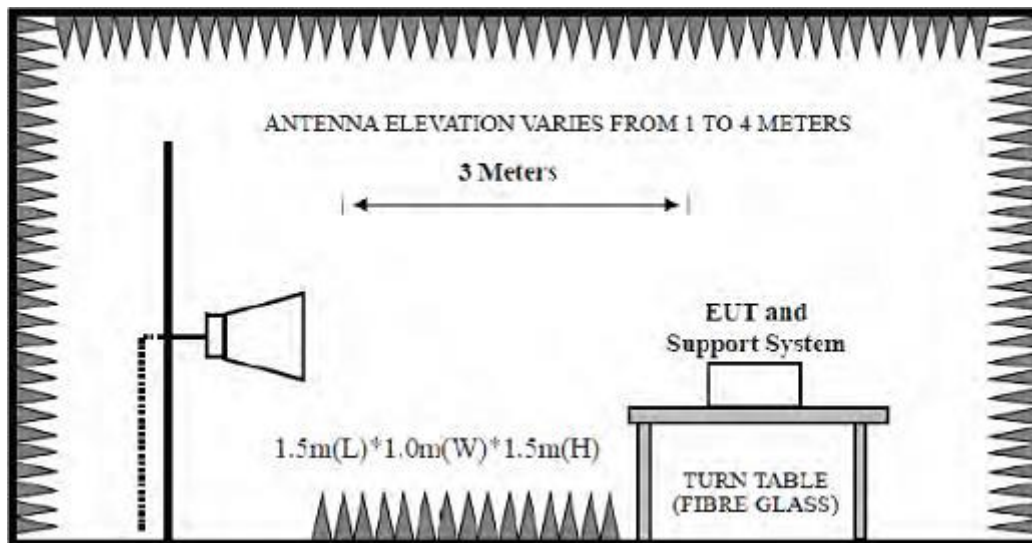 ANTENNA ELEVATION VARIES FROM 1 TO 4 METERS
3 Meters
EUT and
Support System
1.5m(L)*1.0m(W)*1.5m(H)
TURN TABLE
(FIBRE GLASS)